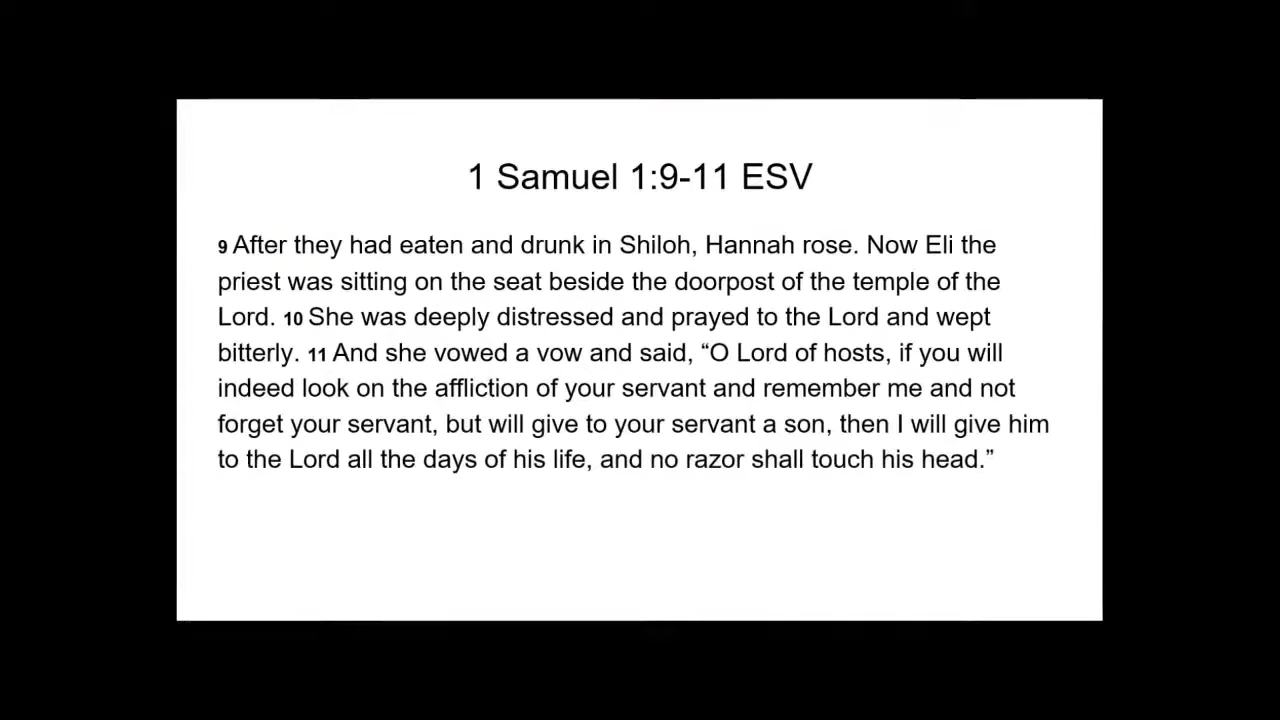 1 Samuel 1:9-11 ESV
9 After they had eaten and drunk in Shiloh, Hannah rose. Now Eli the
priest was sitting on the seat beside the doorpost of the temple of the
Lord. 10 She was deeply distressed and prayed to the Lord and wept
bitterly. 11 And she vowed a vow and said, “O Lord of hosts, if you will
indeed look on the affliction of your servant and remember me and not
forget your servant, but will give to your servant a son, then I will give him
to the Lord all the days of his life, and no razor shall touch his head.”